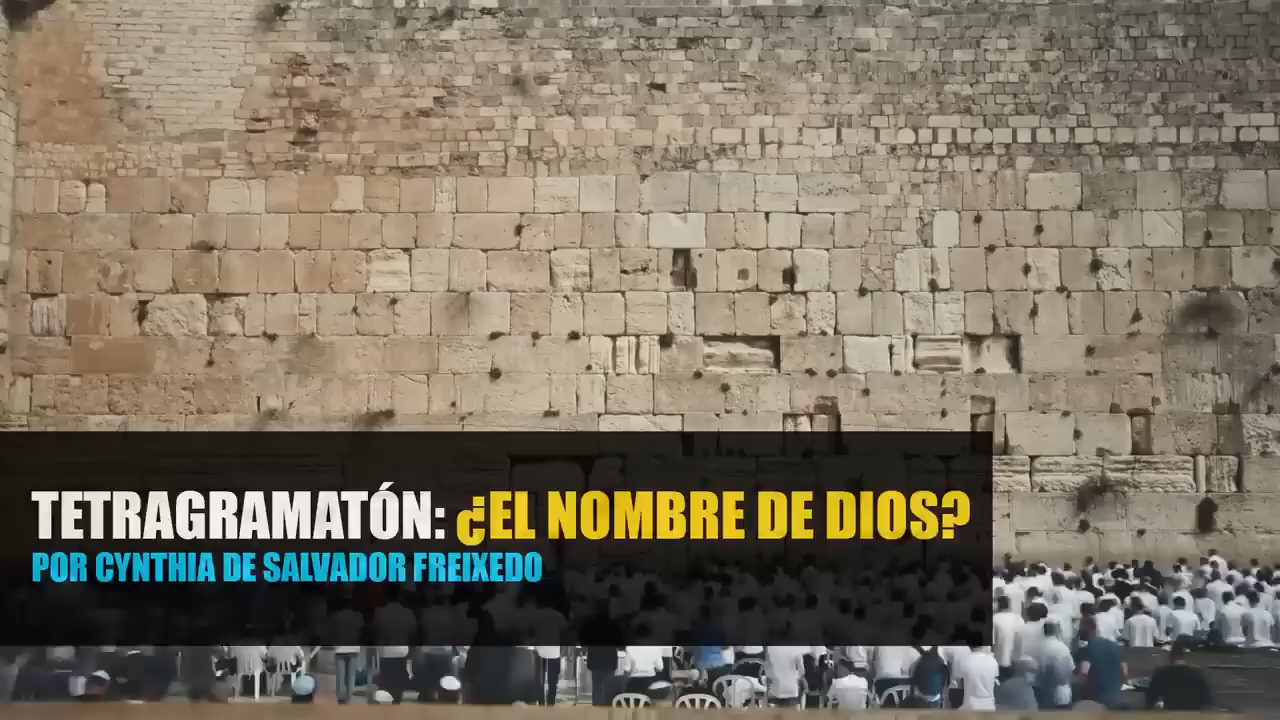 TETRAGRAMATÓN: ¿EL NOMBRE DE DIOS?
POR CYNTHIA DE SALVADOR FREIXEDO